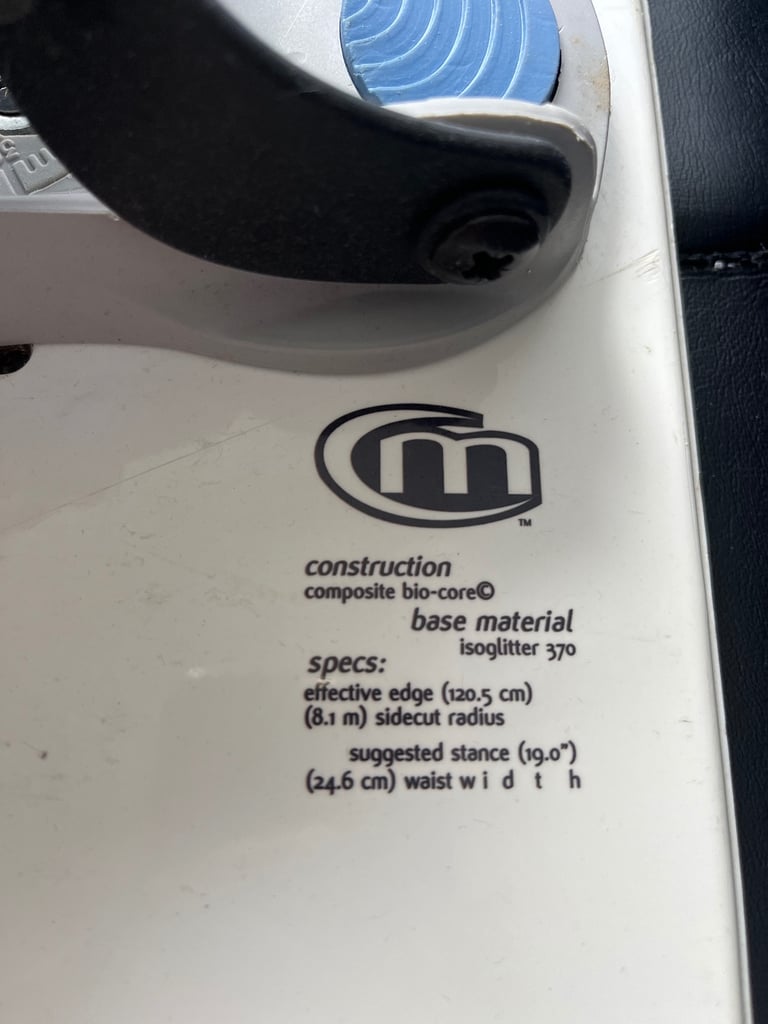 m
TM
construction
composite bio-core©
base material
isoglitter 370
specs:
effective edge (120.5 cm)
(8.1 m) sidecut radius
suggested stance (19.0")
(24.6 cm) waist w i d t h